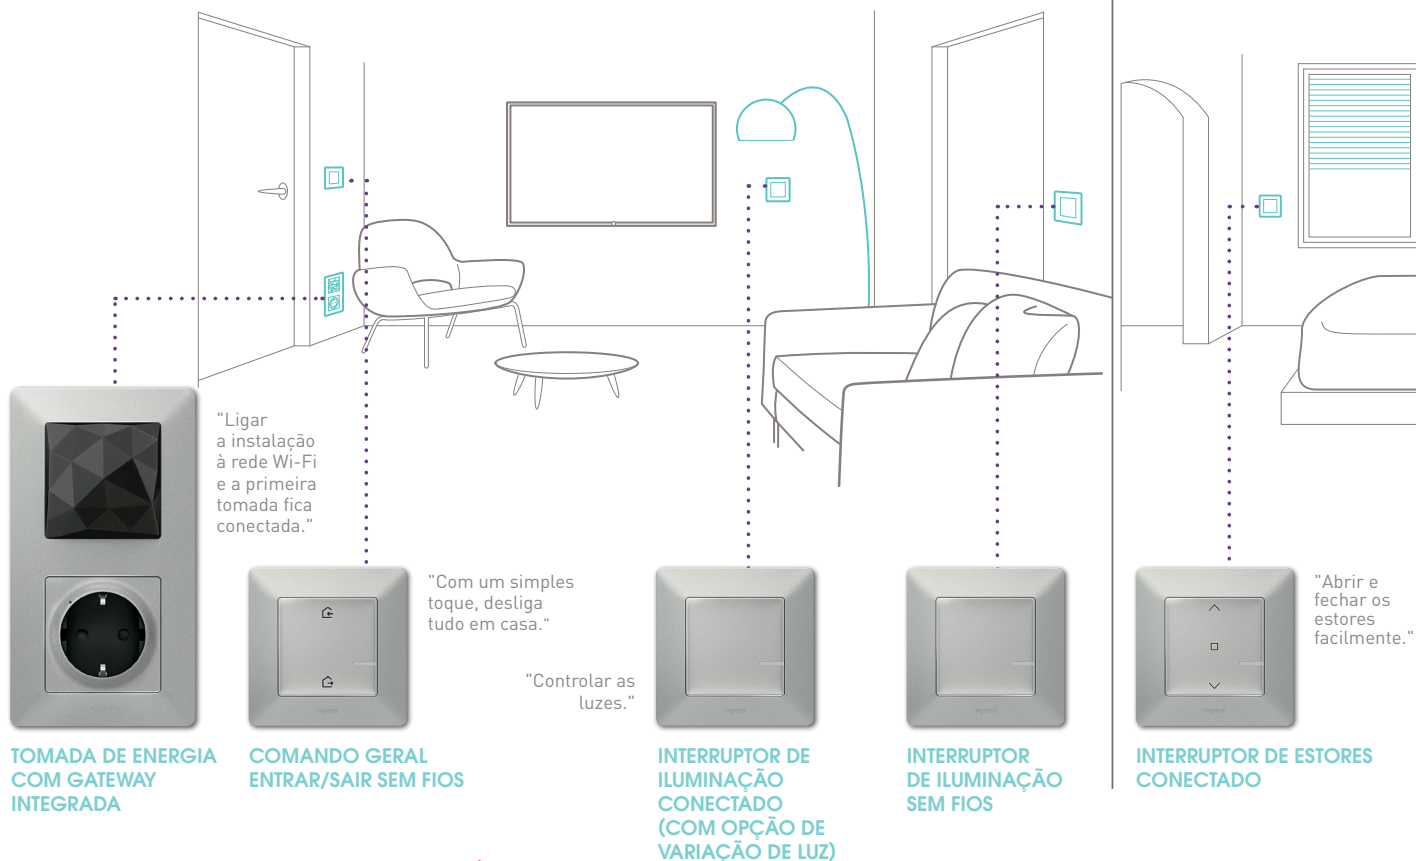 "Ligar
a instalação
à rede Wi-Fi
e a primeira
tomada fica
conectada."
"Com um simples
toque, desliga
tudo em casa."
"Controlar as
luzes."
"Abrir e
fechar os
estores
facilmente."
TOMADA DE ENERGIA
COM GATEWAY
INTEGRADA
COMANDO GERAL
ENTRAR/SAIR SEM FIOS
INTERRUPTOR DE
ILUMINAÇÃO
CONECTADO
(COM OPÇÃO DE
VARIAÇÃO DE LUZ)
INTERRUPTOR
DE ILUMINAÇÃO
SEM FIOS
INTERRUPTOR DE ESTORES
CONECTADO